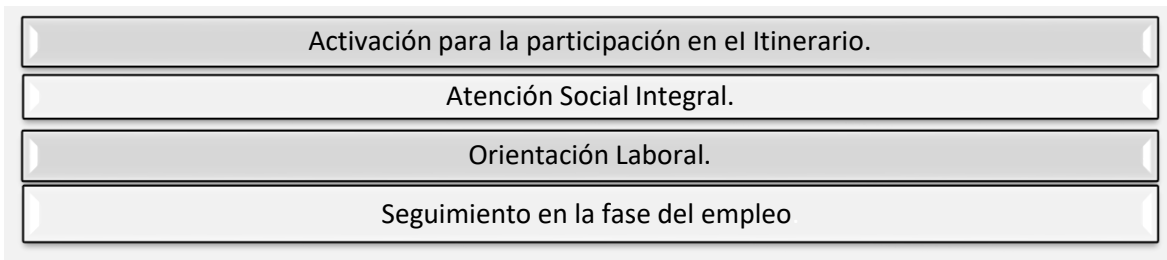 Activación para la participación en el Itinerario.
Atención Social Integral.
Orientación Laboral.
Seguimiento en la fase del empleo